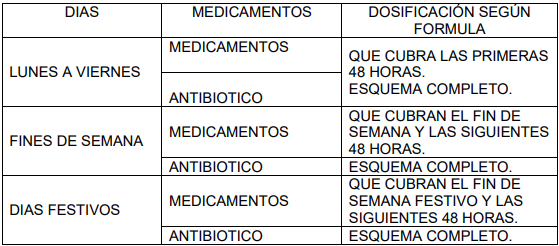 DIAS
MEDICAMENTOS
DOSIFICACIÓN SEGÚN
FORMULA
LUNES A VIERNES
MEDICAMENTOS
ANTIBIOTICO
QUE CUBRA LAS PRIMERAS
48 HORAS.
ESQUEMA COMPLETO.
FINES DE SEMANA
MEDICAMENTOS
QUE CUBRAN EL FIN DE
SEMANA Y LAS SIGUIENTES
48 HORAS.
ANTIBIOTICO
ESQUEMA COMPLETO.
DIAS FESTIVOS
MEDICAMENTOS
QUE CUBRAN EL FIN DE
SEMANA FESTIVO Y LAS
SIGUIENTES 48 HORAS.
ANTIBIOTICO
ESQUEMA COMPLETO.